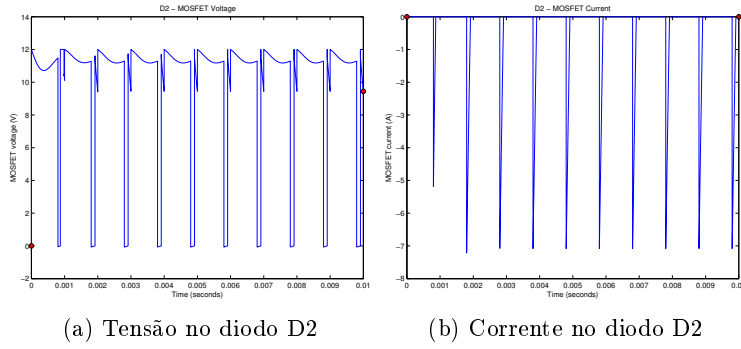 D2 − MOSFET Voltage
MOSFET voltage (V)
14
12
10
8
6
4
2
0
−2
0 0.001 0.002 0.003 0.004 0.005 0.006 0.007 0.008 0.009 0.01
Time (seconds)
(a) Tensão no diodo D2
D2 − MOSFET Current
MOSFET current (A)
0
−1
−2
−3
−4
−5
−6
−7
−8
0 0.001 0.002 0.003 0.004 0.005 0.006 0.007 0.008 0.009 0.01
Time (seconds)
(b) Corrente no diodo D2